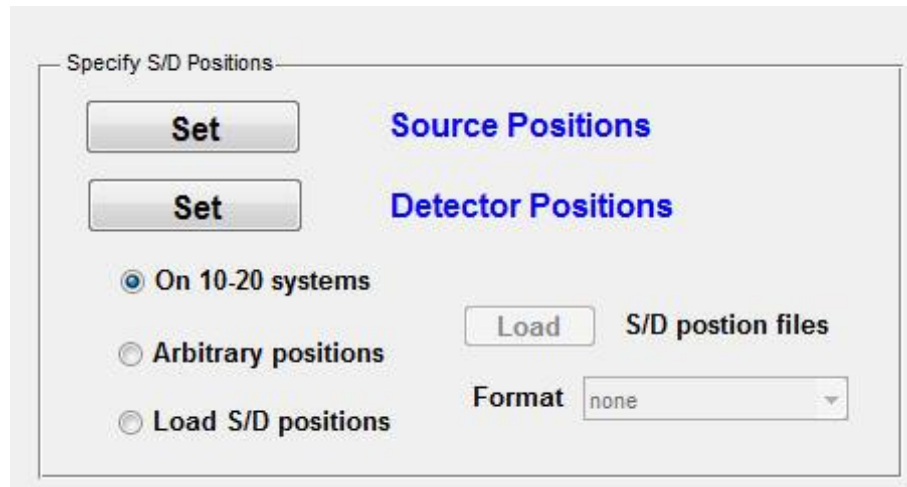 Specify S/D Positions
Set Source Positions
Set Detector Positions
On 10-20 systems
Load S/D postion files
Arbitrary positions
Format none
Load S/D positions